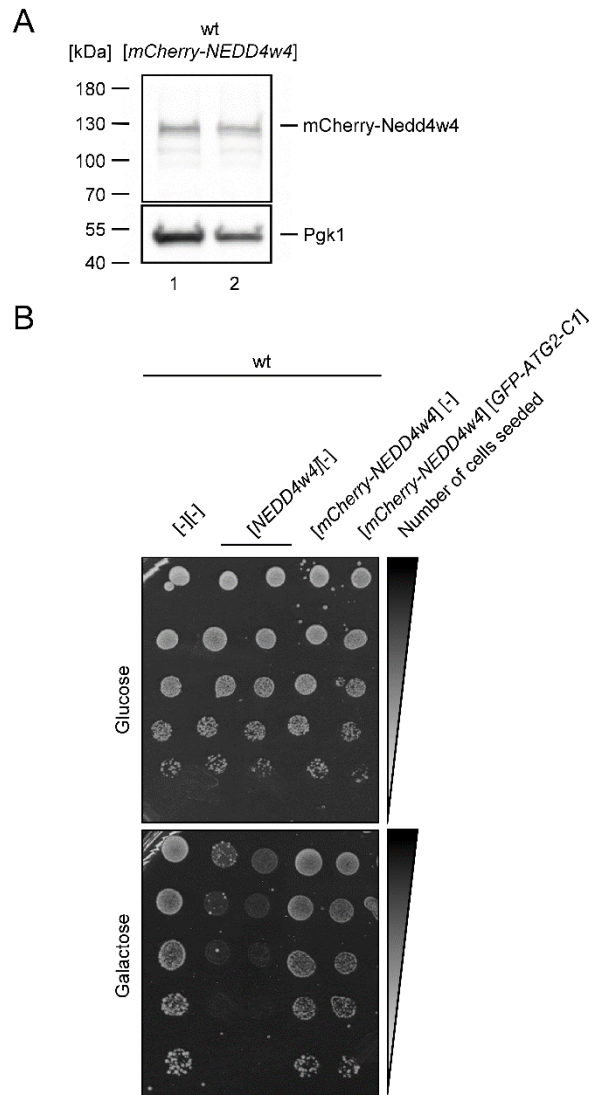 A
wt
[kDa] [mCherry-NEDD4w4]
180
130
mCherry-Nedd4w4
100
70
55
Pgk1
40
1 2
B
wt
[-][-]
[NEDD4w4][-]
[mCherry-NEDD4w4] [-]
[mCherry-NEDD4w4] [GFP-ATG2-C1]
Number of cells seeded
Glucose
Galactose